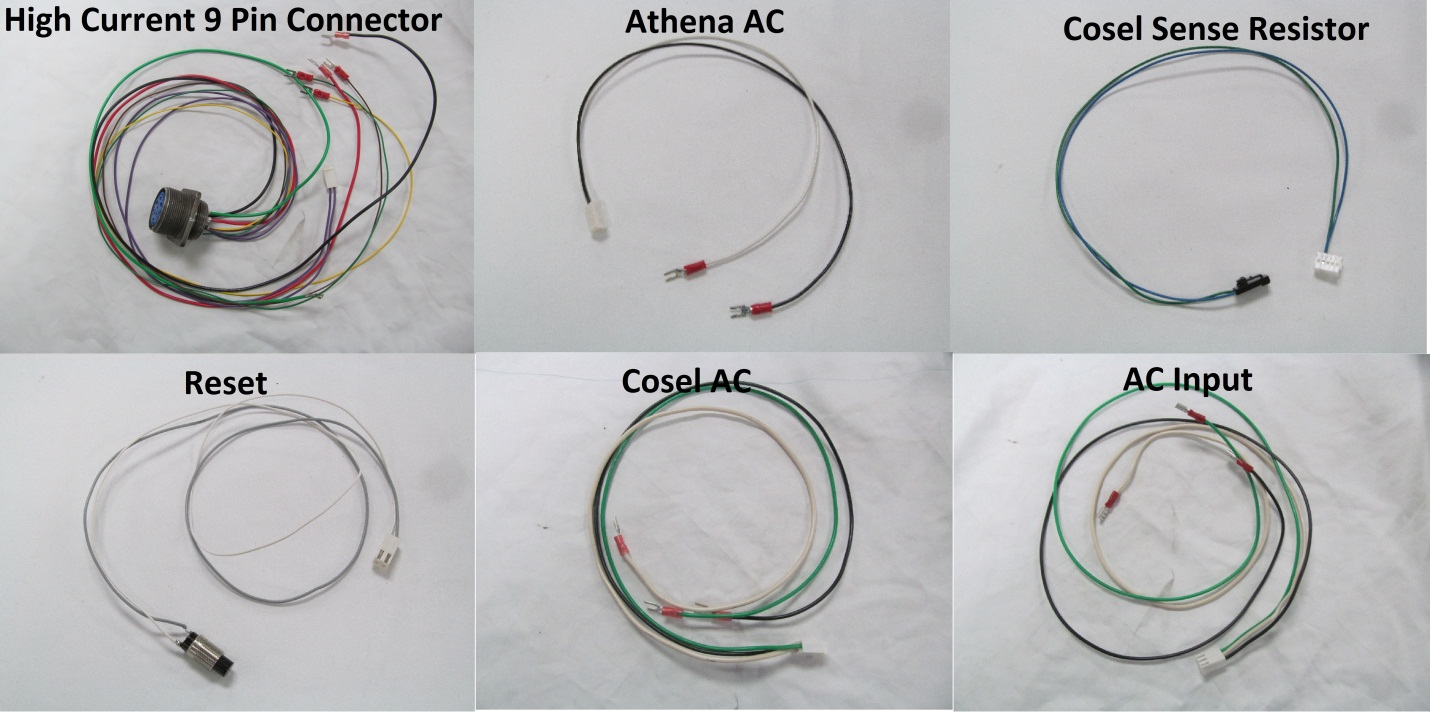 High Current 9 Pin Connector
Athena AC
Cosel Sense Resistor
Reset
Cosel AC
AC Input